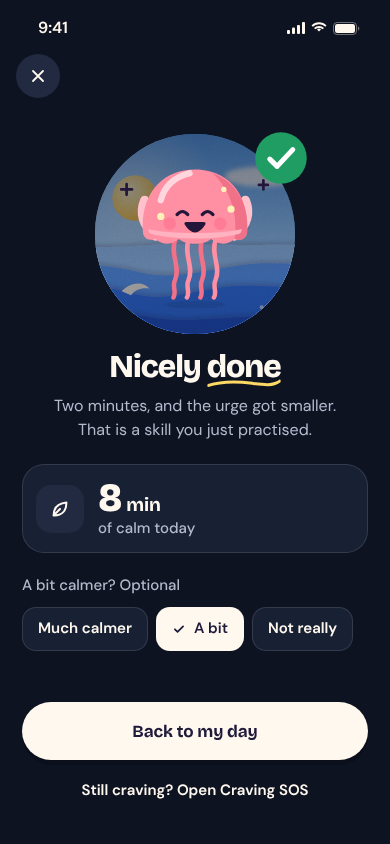 9:41
Nicely done
Two minutes, and the urge got smaller.
That is a skill you just practised.
8 min
of calm today
A bit calmer? Optional
Much calmer
A bit
Not really
Back to my day
Still craving? Open Craving SOS